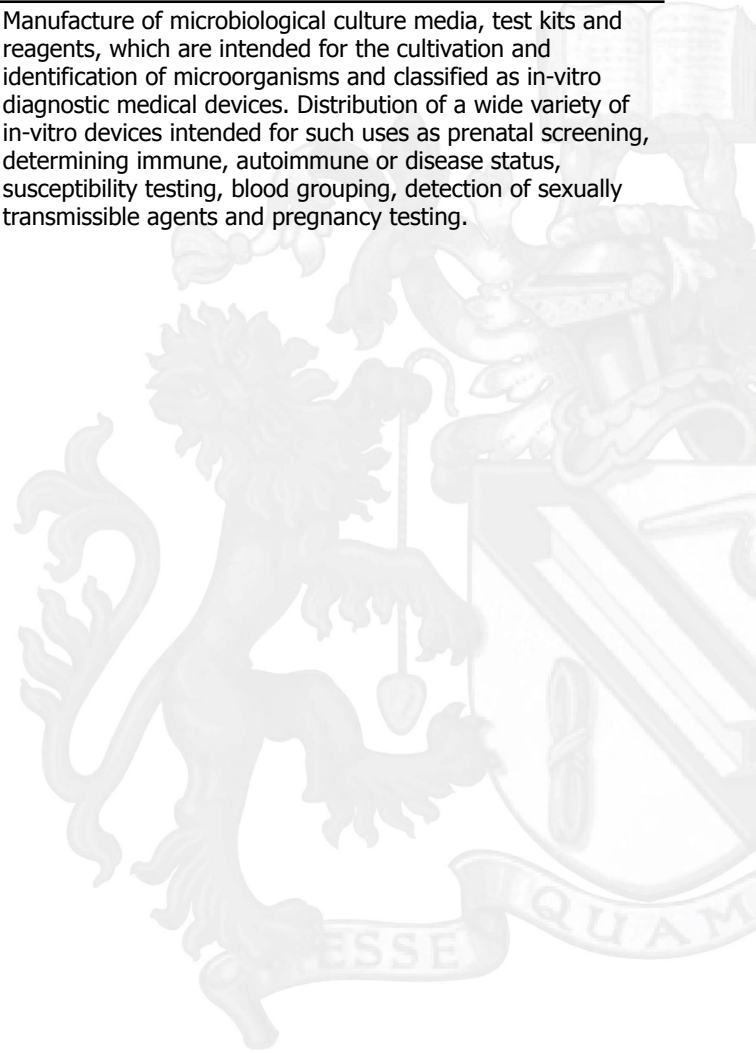 Manufacture of microbiological culture media, test kits and
reagents, which are intended for the cultivation and
identification of microorganisms and classified as in-vitro
diagnostic medical devices. Distribution of a wide variety of
in-vitro devices intended for such uses as prenatal screening,
determining immune, autoimmune or disease status,
susceptibility testing, blood grouping, detection of sexually
transmissible agents and pregnancy testing.
ESSE QUAM